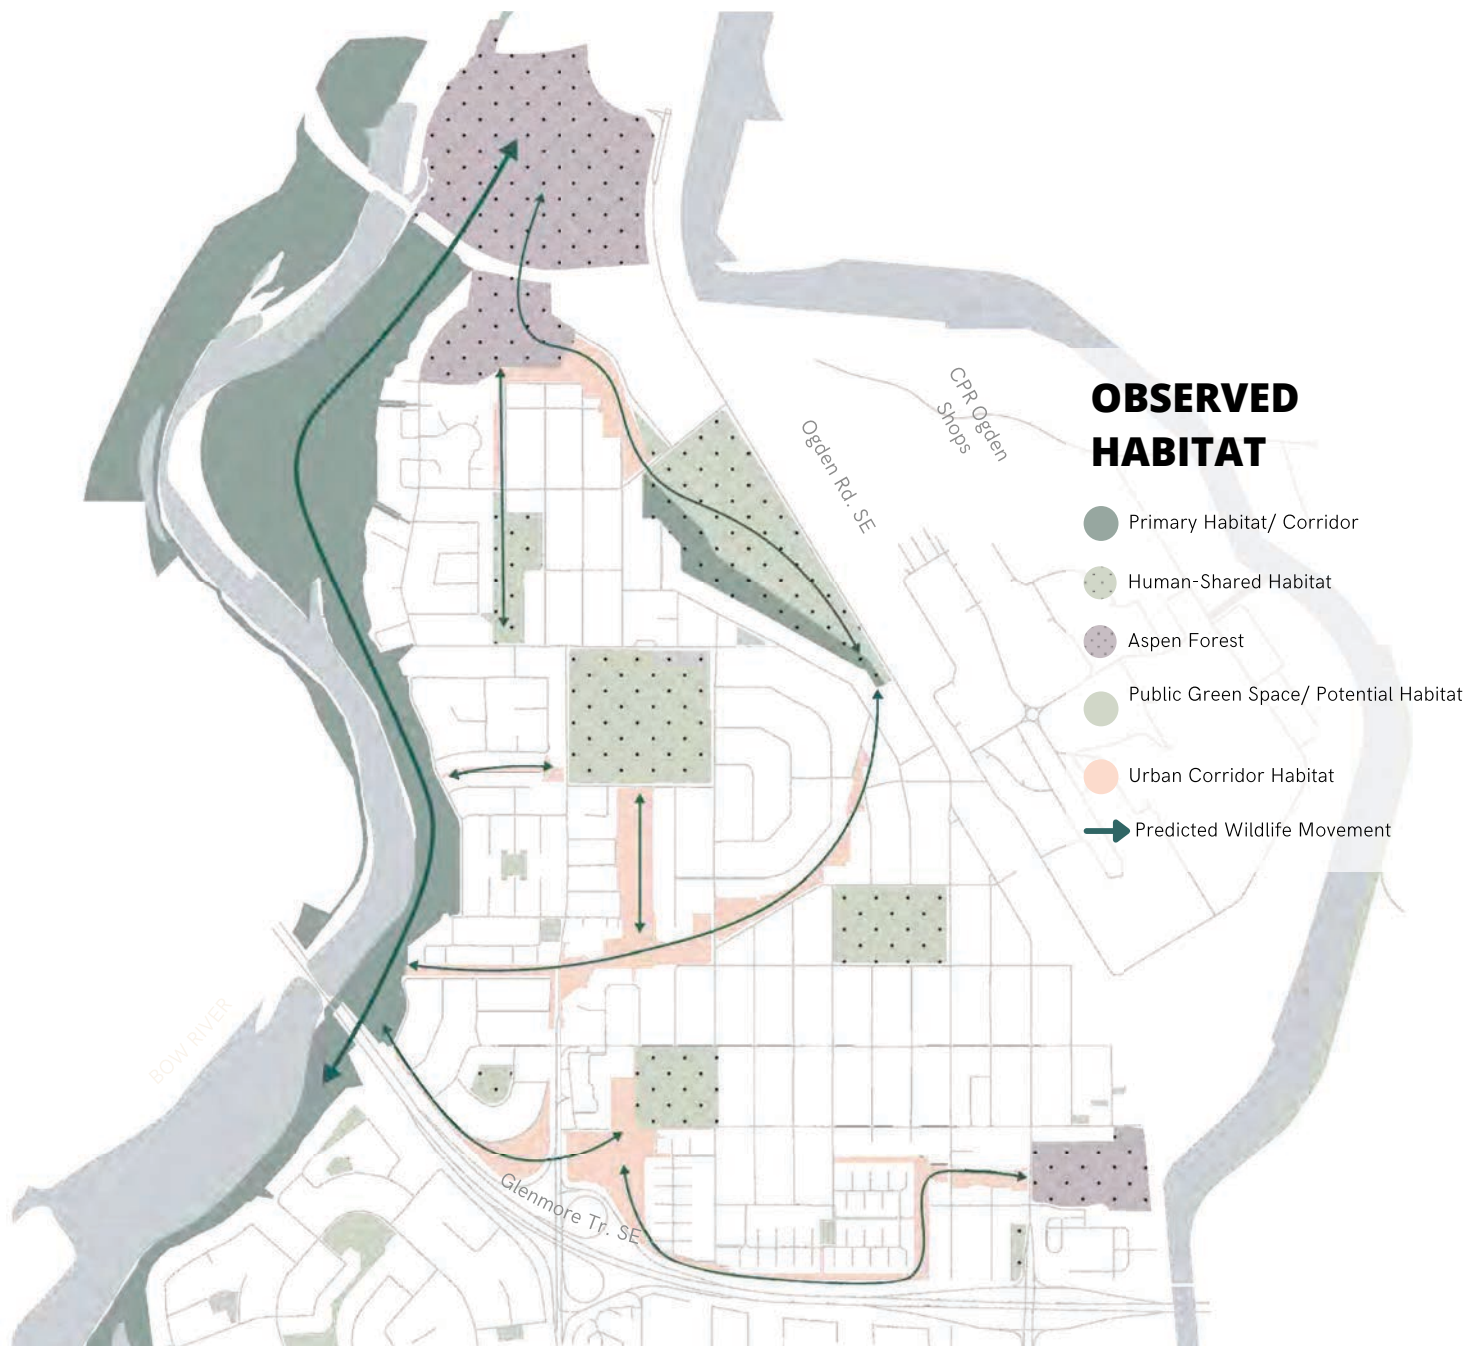 OBSERVED
HABITAT
Primary Habitat/ Corridor
Human-Shared Habitat
Aspen Forest
Public Green Space/ Potential Habitat
Urban Corridor Habitat
Predicted Wildlife Movement
CPR Ogden
Shops
Ogden Rd. SE
BOW RIVER
Glenmore Tr. SE